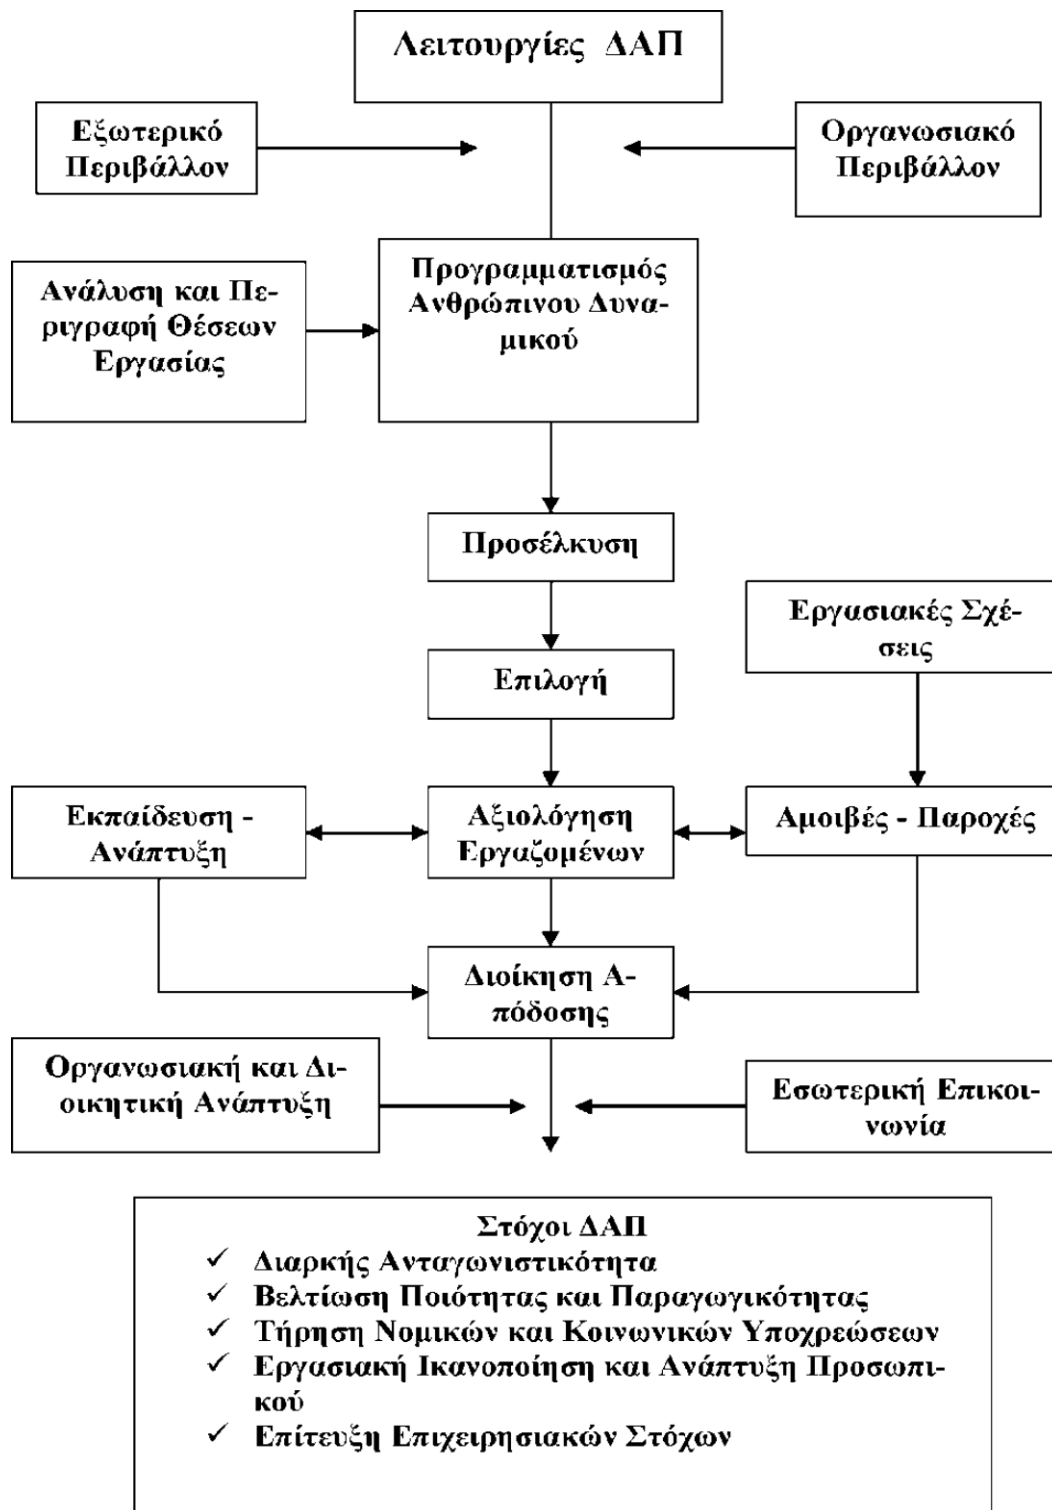 Λειτουργίες ΔΑΠ
Εξωτερικό
Περιβάλλον
Οργανωσιακό
Περιβάλλον
Ανάλυση και Πε-
ριγραφή Θέσεων
Εργασίας
Προγραμματισμός
Ανθρώπινου Δυνα-
μικού
Προσέλκυση
Εργασιακές Σχέ-
σεις
Επιλογή
Εκπαίδευση -
Ανάπτυξη
Αξιολόγηση
Εργαζομένων
Αμοιβές - Παροχές
Διοίκηση Α-
πόδοσης
Οργανωσιακή και Δι-
οικητική Ανάπτυξη
Εσωτερική Επικοι-
νωνία
Στόχοι ΔΑΠ
✓ Διαρκής Ανταγωνιστικότητα
✓ Βελτίωση Ποιότητας και Παραγωγικότητας
✓ Τήρηση Νομικών και Κοινωνικών Υποχρεώσεων
✓ Εργασιακή Ικανοποίηση και Ανάπτυξη Προσωπι-
κού
✓ Επίτευξη Επιχειρησιακών Στόχων